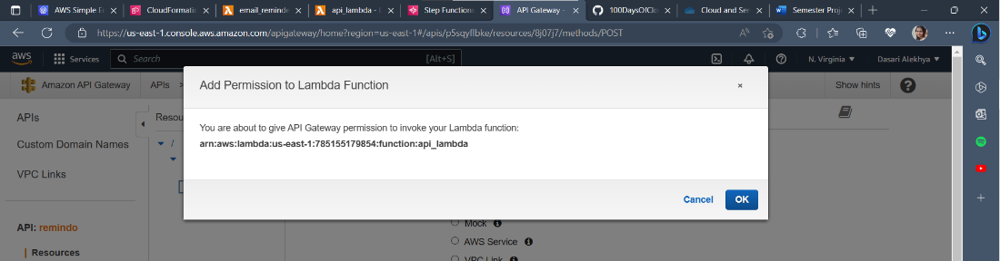 AWS Simple E
CloudFormatio
email_reminde
api_lambda -
Step Function
API Gateway -
100DaysOfClo
Cloud and Ser
Semester Proj
https://us-east-1.console.aws.amazon.com/apigateway/home?region=us-east-1#/apis/p5sqyflbke/resources/8j07j7/methods/POST
aws
Services
Search
[Alt+S]
N. Virginia
Dasari Alekhya
Amazon API Gateway
APIs >
Show hints
Add Permission to Lambda Function
APIs
Resou
Custom Domain Names
/
VPC Links
You are about to give API Gateway permission to invoke your Lambda function:
arn:aws:lambda:us-east-1:785155179854:function:api_lambda
Cancel
OK
API: remindo
Resources
Mock
AWS Service
VPC Link